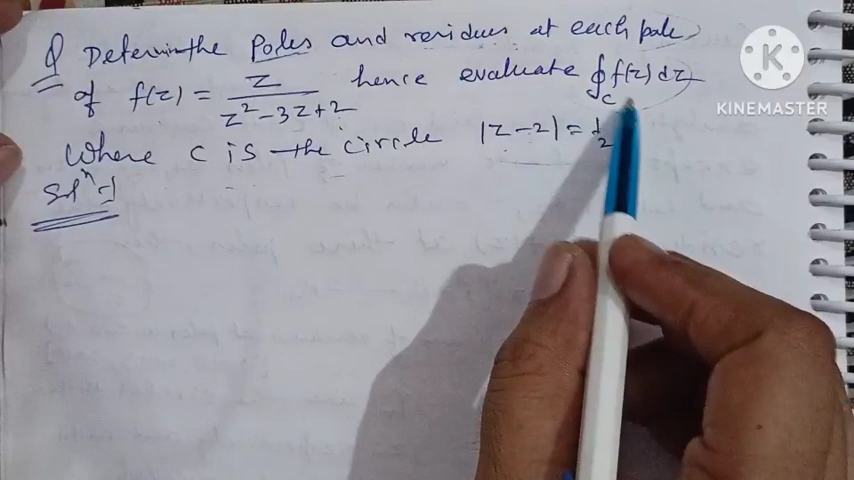 Q Determine the Poles and residues at each pole
of f(z) = z / z² - 3z + 2 hence evaluate ∮c f(z) dz
Where c is the circle |z - 2| = 1/2
Solⁿ ⇒
K
KINEMASTER